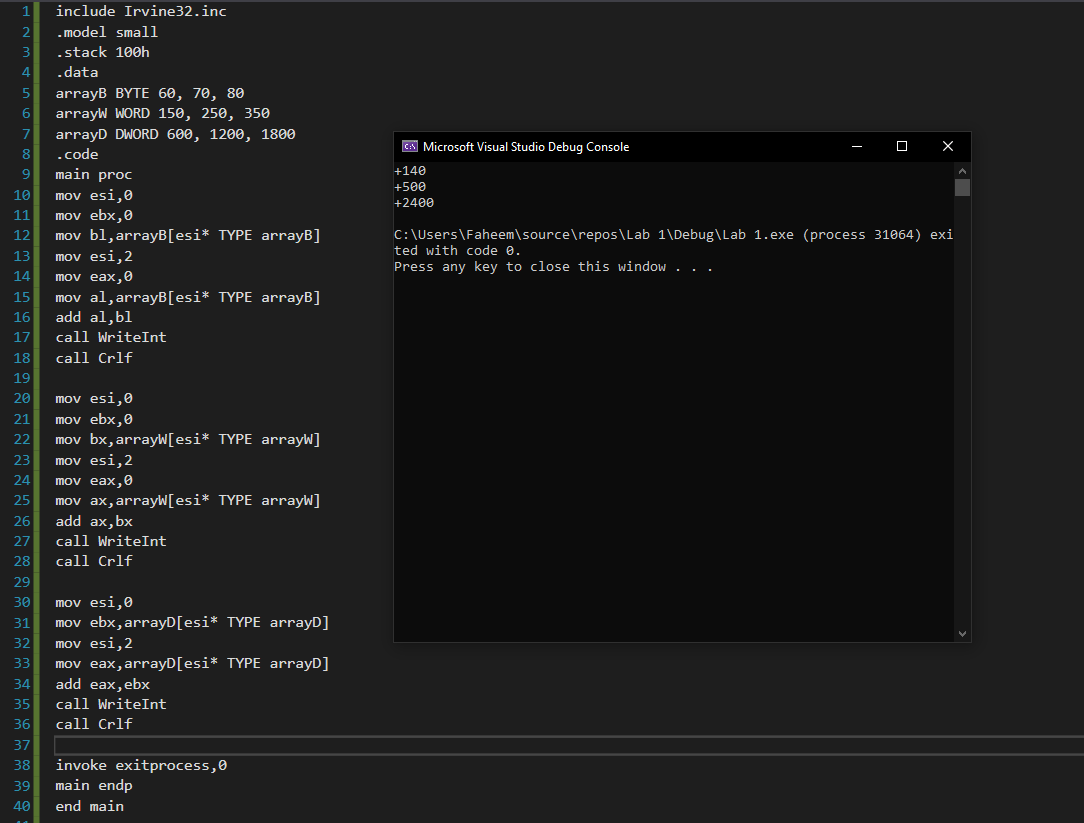 1 include Irvine32.inc
2 .model small
3 .stack 100h
4 .data
5 arrayB BYTE 60, 70, 80
6 arrayW WORD 150, 250, 350
7 arrayD DWORD 600, 1200, 1800
8 .code
9 main proc
10 mov esi,0
11 mov ebx,0
12 mov bl,arrayB[esi* TYPE arrayB]
13 mov esi,2
14 mov eax,0
15 mov al,arrayB[esi* TYPE arrayB]
16 add al,bl
17 call WriteInt
18 call Crlf
19
20 mov esi,0
21 mov ebx,0
22 mov bx,arrayW[esi* TYPE arrayW]
23 mov esi,2
24 mov eax,0
25 mov ax,arrayW[esi* TYPE arrayW]
26 add ax,bx
27 call WriteInt
28 call Crlf
29
30 mov esi,0
31 mov ebx,arrayD[esi* TYPE arrayD]
32 mov esi,2
33 mov eax,arrayD[esi* TYPE arrayD]
34 add eax,ebx
35 call WriteInt
36 call Crlf
37
38 invoke exitprocess,0
39 main endp
40 end main
Microsoft Visual Studio Debug Console
+140
+500
+2400
C:\Users\Faheem\source\repos\Lab 1\Debug\Lab 1.exe (process 31064) exi
ted with code 0.
Press any key to close this window . . .